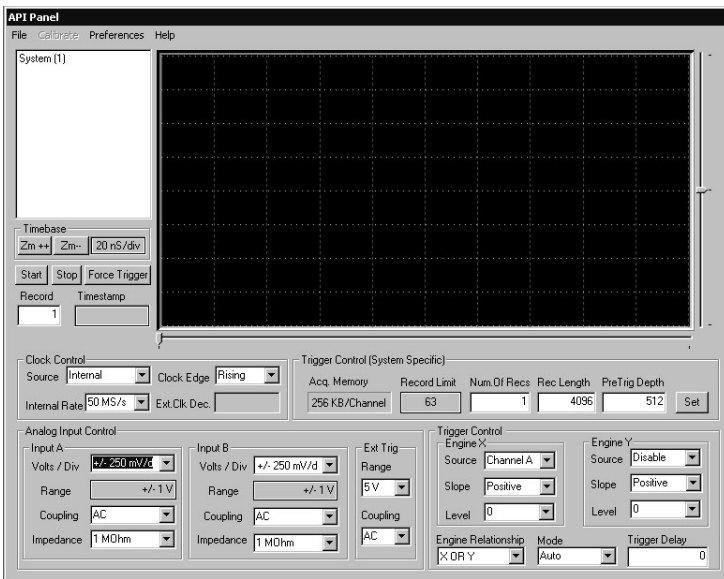 API Panel
File Calibrate Preferences Help
System (1)
Timebase
Zm ++ Zm-- 20 nS/div
Start Stop Force Trigger
Record Timestamp
1
Clock Control
Source Internal Clock Edge Rising
Internal Rate 50 MS/s Ext.Clk Dec.
Trigger Control (System Specific)
Acq. Memory Record Limit Num.Of Recs Rec Length PreTrig Depth
256 KB/Channel 63 1 4096 512 Set
Analog Input Control
Input A
Volts / Div +/- 250 mV/d
Range +/- 1 V
Coupling AC
Impedance 1 MOhm
Input B
Volts / Div +/- 250 mV/d
Range +/- 1 V
Coupling AC
Impedance 1 MOhm
Ext Trig
Range
5 V
Coupling
AC
Trigger Control
Engine X
Source Channel A
Slope Positive
Level 0
Engine Y
Source Disable
Slope Positive
Level 0
Engine Relationship Mode Trigger Delay
X OR Y Auto 0